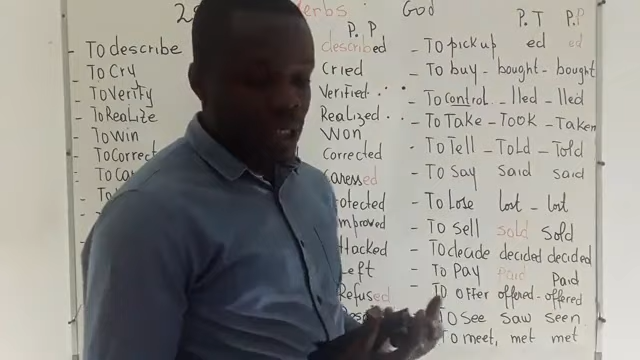 Verbs God
P. P P. T P.P
- To describe described - To pick up ed ed
- To Cry Cried - To buy - bought - bought
- To Verify Verified - To control - lled - lled
- To Realize Realized - To Take - Took - Taken
- To win Won - To Tell - Told - Told
- To Correct Corrected - To say said said
caressed - To Lose lost - lost
- To sell sold sold
improved - To decide decided decided
- To pay paid Paid
Left - To offer offered - offered
Refused To See saw seen
To meet, met met